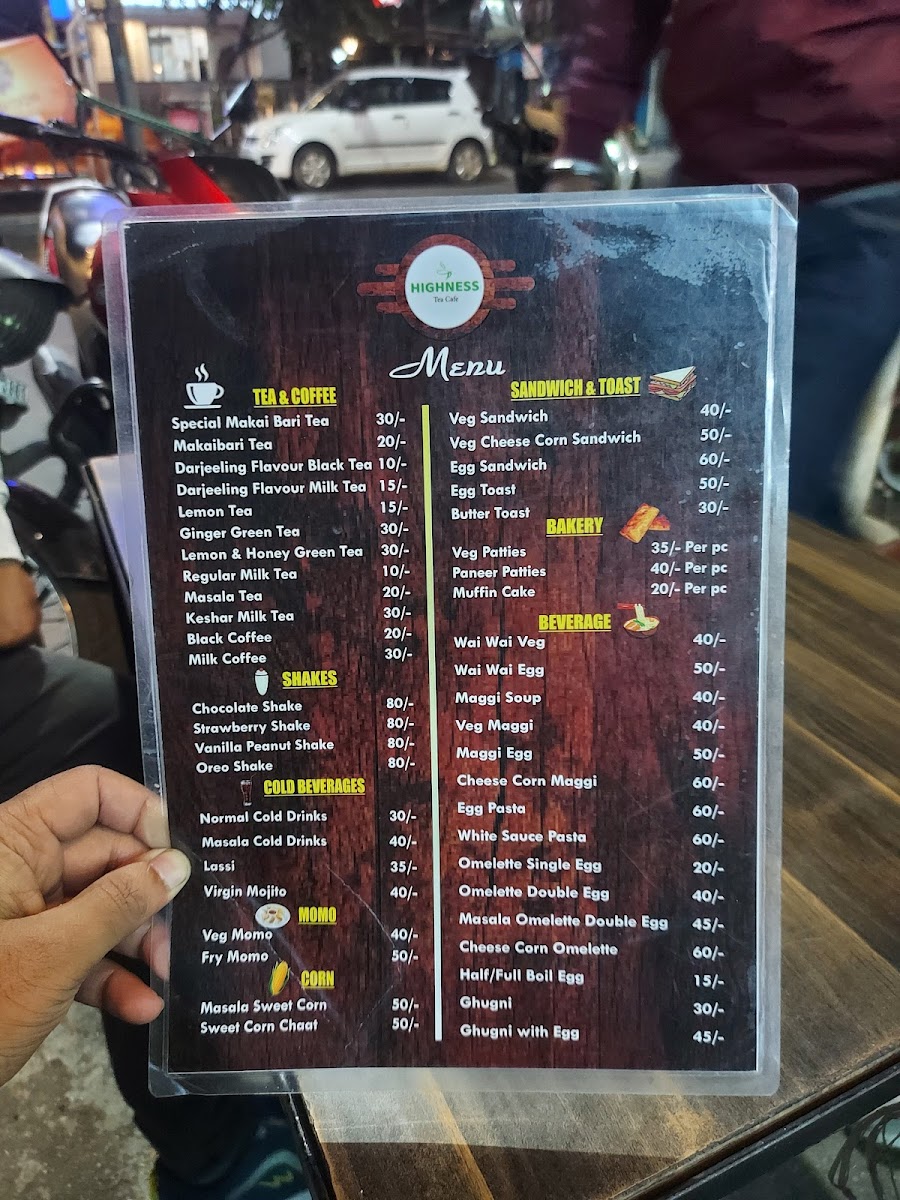 HIGHNESS
Tea Cafe
Menu
TEA & COFFEE
Special Makai Bari Tea 30/-
Makaibari Tea 20/-
Darjeeling Flavour Black Tea 10/-
Darjeeling Flavour Milk Tea 15/-
Lemon Tea 15/-
Ginger Green Tea 30/-
Lemon & Honey Green Tea 30/-
Regular Milk Tea 10/-
Masala Tea 20/-
Keshar Milk Tea 30/-
Black Coffee 20/-
Milk Coffee 30/-
SHAKES
Chocolate Shake 80/-
Strawberry Shake 80/-
Vanilla Peanut Shake 80/-
Oreo Shake 80/-
COLD BEVERAGES
Normal Cold Drinks 30/-
Masala Cold Drinks 40/-
Lassi 35/-
Virgin Mojito 40/-
MOMO
Veg Momo 40/-
Fry Momo 50/-
CORN
Masala Sweet Corn 50/-
Sweet Corn Chaat 50/-
SANDWICH & TOAST
Veg Sandwich 40/-
Veg Cheese Corn Sandwich 50/-
Egg Sandwich 60/-
Egg Toast 50/-
Butter Toast 30/-
BAKERY
Veg Patties 35/- Per pc
Paneer Patties 40/- Per pc
Muffin Cake 20/- Per pc
BEVERAGE
Wai Wai Veg 40/-
Wai Wai Egg 50/-
Maggi Soup 40/-
Veg Maggi 40/-
Maggi Egg 50/-
Cheese Corn Maggi 60/-
Egg Pasta 60/-
White Sauce Pasta 60/-
Omelette Single Egg 20/-
Omelette Double Egg 40/-
Masala Omelette Double Egg 45/-
Cheese Corn Omelette 60/-
Half/Full Boil Egg 15/-
Ghugni 30/-
Ghugni with Egg 45/-